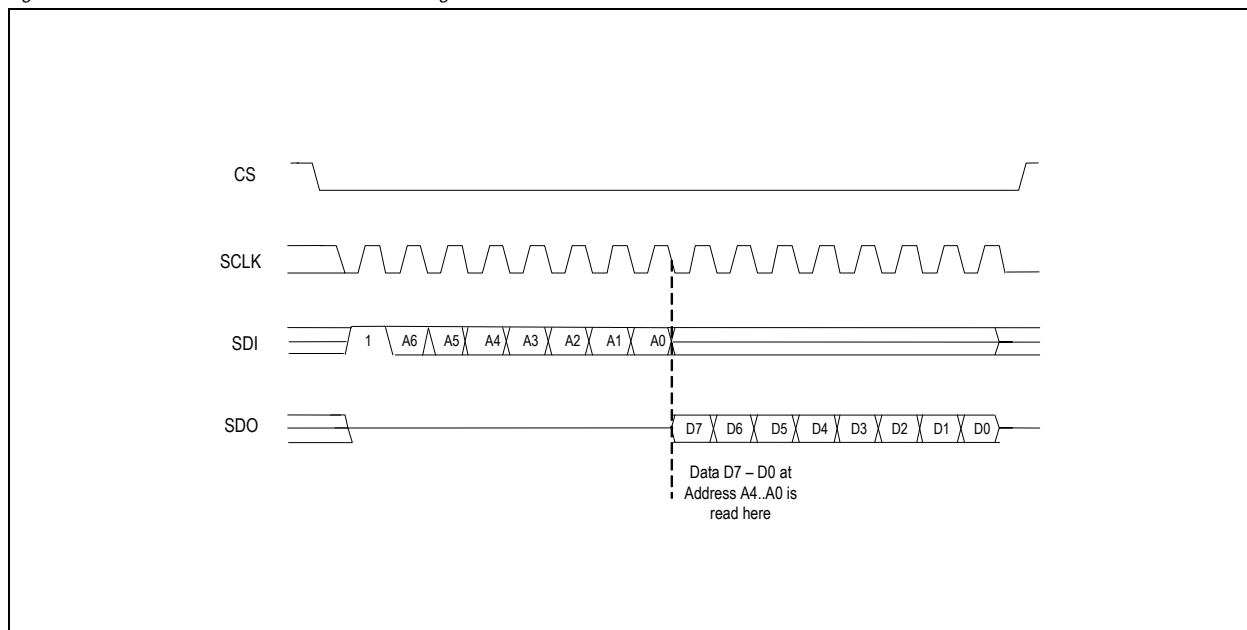 CS
SCLK
SDI 1 A6 A5 A4 A3 A2 A1 A0
SDO D7 D6 D5 D4 D3 D2 D1 D0
Data D7 – D0 at
Address A4..A0 is
read here